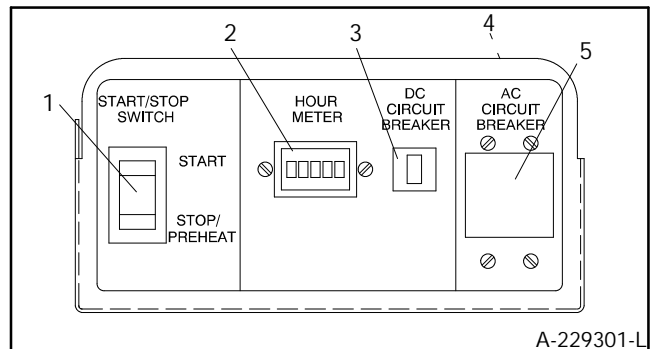 2
3
4
5
1
START/STOP
SWITCH
START
STOP/
PREHEAT
HOUR
METER
DC
CIRCUIT
BREAKER
AC
CIRCUIT
BREAKER
A-229301-L